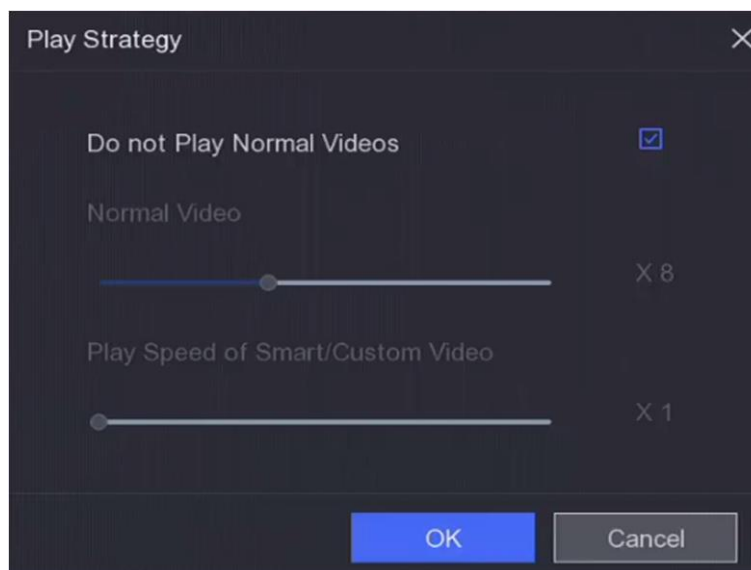 Play Strategy
Do not Play Normal Videos
Normal Video
X 8
Play Speed of Smart/Custom Video
X 1
OK
Cancel